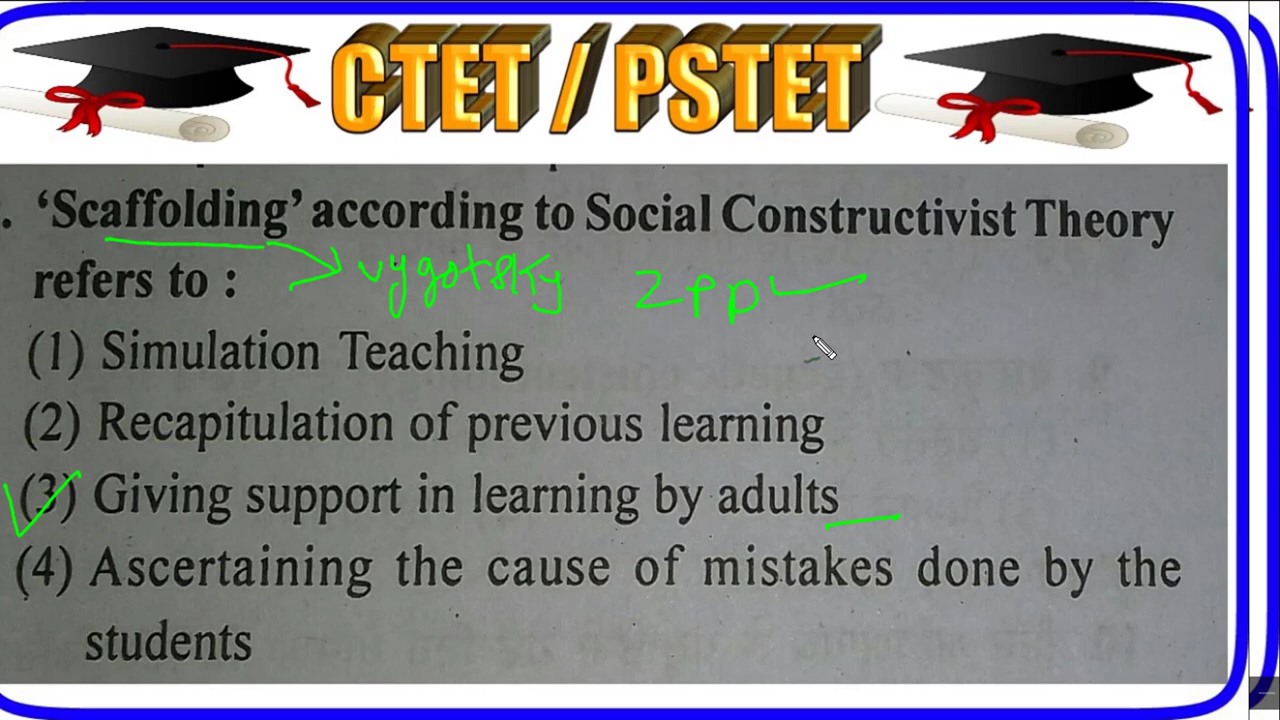 CTET / PSTET
. ‘Scaffolding’ according to Social Constructivist Theory
refers to :
vygotsky ZPD
(1) Simulation Teaching
(2) Recapitulation of previous learning
(3) Giving support in learning by adults
(4) Ascertaining the cause of mistakes done by the
students